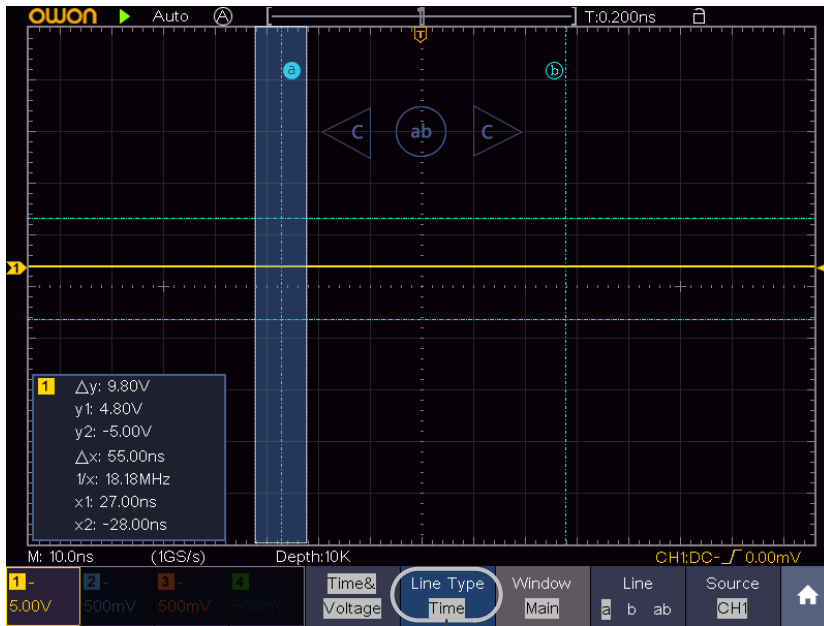 OWON Auto A T:0.200ns
T
a b
C ab C
1
1 △y: 9.80V
y1: 4.80V
y2: -5.00V
△x: 55.00ns
1/x: 18.18MHz
x1: 27.00ns
x2: -28.00ns
M: 10.0ns (1GS/s) Depth:10K CH1:DC- 0.00mV
1 - 2 - 3 - 4 - Time& Line Type Window Line Source
5.00V 500mV 500mV 500mV Voltage Time Main a b ab CH1